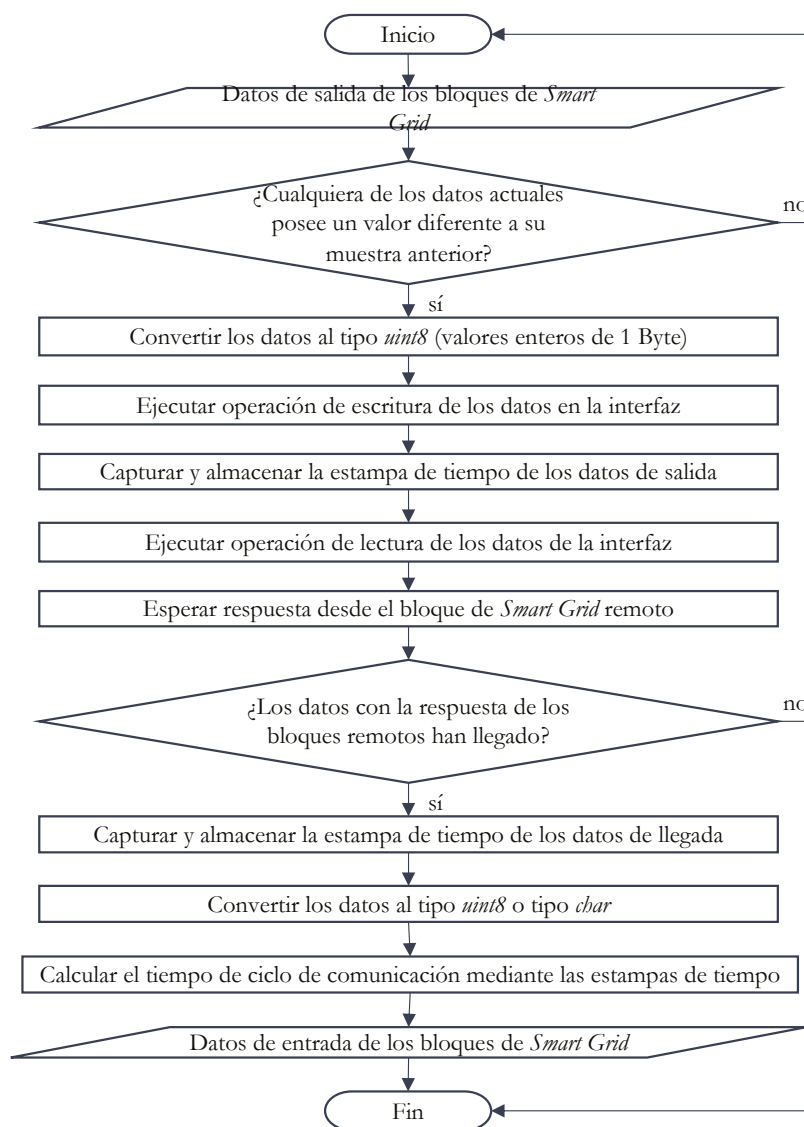 Inicio
Datos de salida de los bloques de Smart
Grid
¿Cualquiera de los datos actuales
posee un valor diferente a su
muestra anterior?
no
sí
Convertir los datos al tipo uint8 (valores enteros de 1 Byte)
Ejecutar operación de escritura de los datos en la interfaz
Capturar y almacenar la estampa de tiempo de los datos de salida
Ejecutar operación de lectura de los datos de la interfaz
Esperar respuesta desde el bloque de Smart Grid remoto
¿Los datos con la respuesta de los
bloques remotos han llegado?
no
sí
Capturar y almacenar la estampa de tiempo de los datos de llegada
Convertir los datos al tipo uint8 o tipo char
Calcular el tiempo de ciclo de comunicación mediante las estampas de tiempo
Datos de entrada de los bloques de Smart Grid
Fin